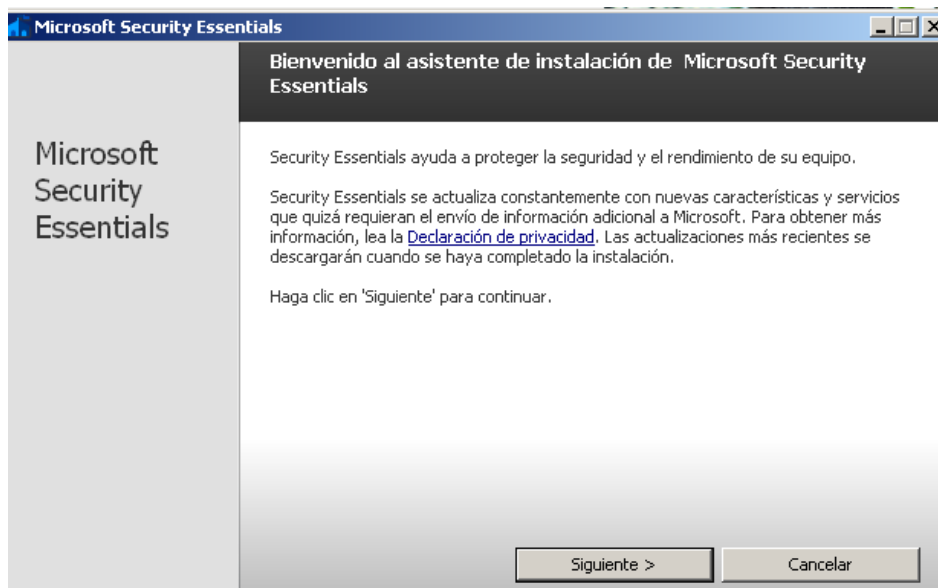 Microsoft Security Essentials
Bienvenido al asistente de instalación de Microsoft Security
Essentials
Microsoft
Security
Essentials
Security Essentials ayuda a proteger la seguridad y el rendimiento de su equipo.
Security Essentials se actualiza constantemente con nuevas características y servicios
que quizá requieran el envío de información adicional a Microsoft. Para obtener más
información, lea la Declaración de privacidad. Las actualizaciones más recientes se
descargarán cuando se haya completado la instalación.
Haga clic en 'Siguiente' para continuar.
Siguiente >
Cancelar